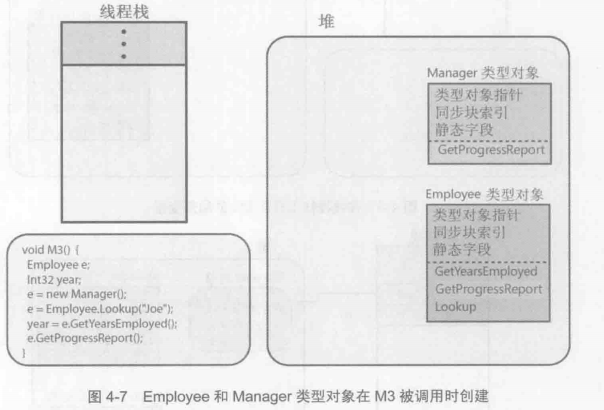 线程栈
堆
Manager 类型对象
类型对象指针
同步块索引
静态字段
GetProgressReport
Employee 类型对象
类型对象指针
同步块索引
静态字段
GetYearsEmployed
GetProgressReport
Lookup
void M3() {
Employee e;
Int32 year;
e = new Manager();
e = Employee.Lookup("Joe");
year = e.GetYearsEmployed();
e.GetProgressReport();
}
图 4-7 Employee 和 Manager 类型对象在 M3 被调用时创建